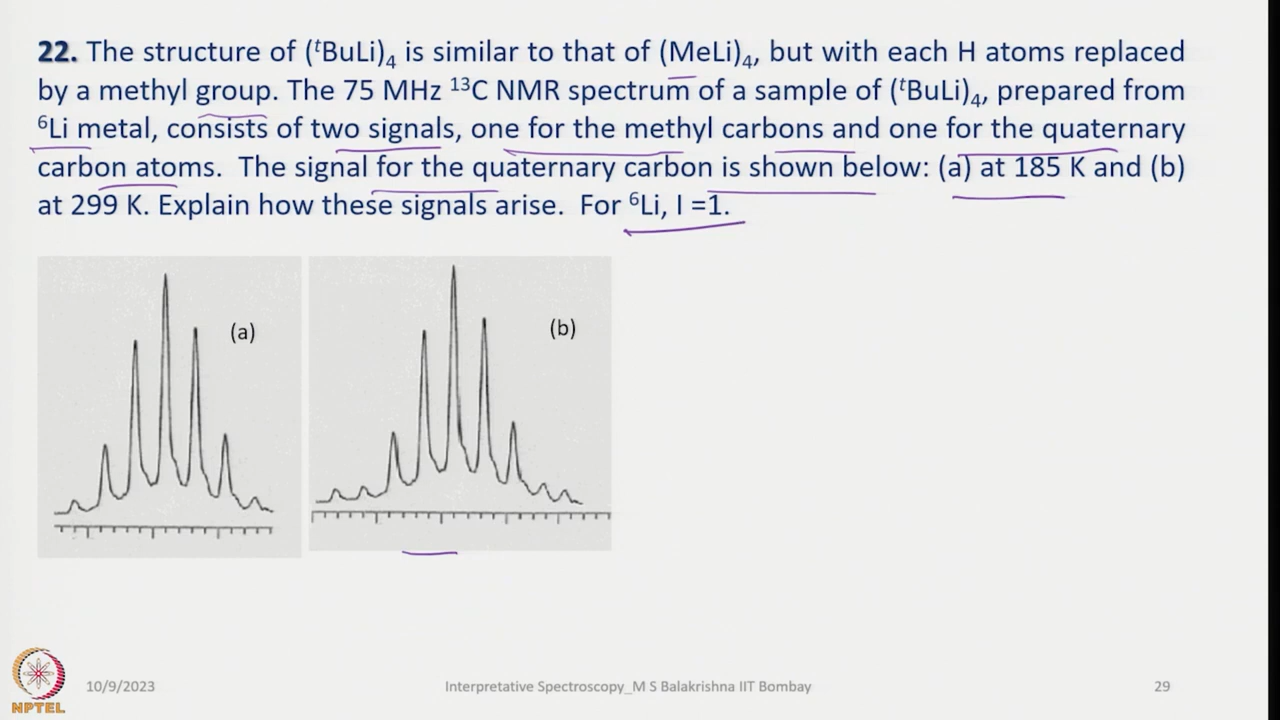 22. The structure of (ᵗBuLi)₄ is similar to that of (MeLi)₄, but with each H atoms replaced
by a methyl group. The 75 MHz ¹³C NMR spectrum of a sample of (ᵗBuLi)₄, prepared from
⁶Li metal, consists of two signals, one for the methyl carbons and one for the quaternary
carbon atoms. The signal for the quaternary carbon is shown below: (a) at 185 K and (b)
at 299 K. Explain how these signals arise. For ⁶Li, I =1.
(a)
(b)
NPTEL
10/9/2023
Interpretative Spectroscopy_M S Balakrishna IIT Bombay
29